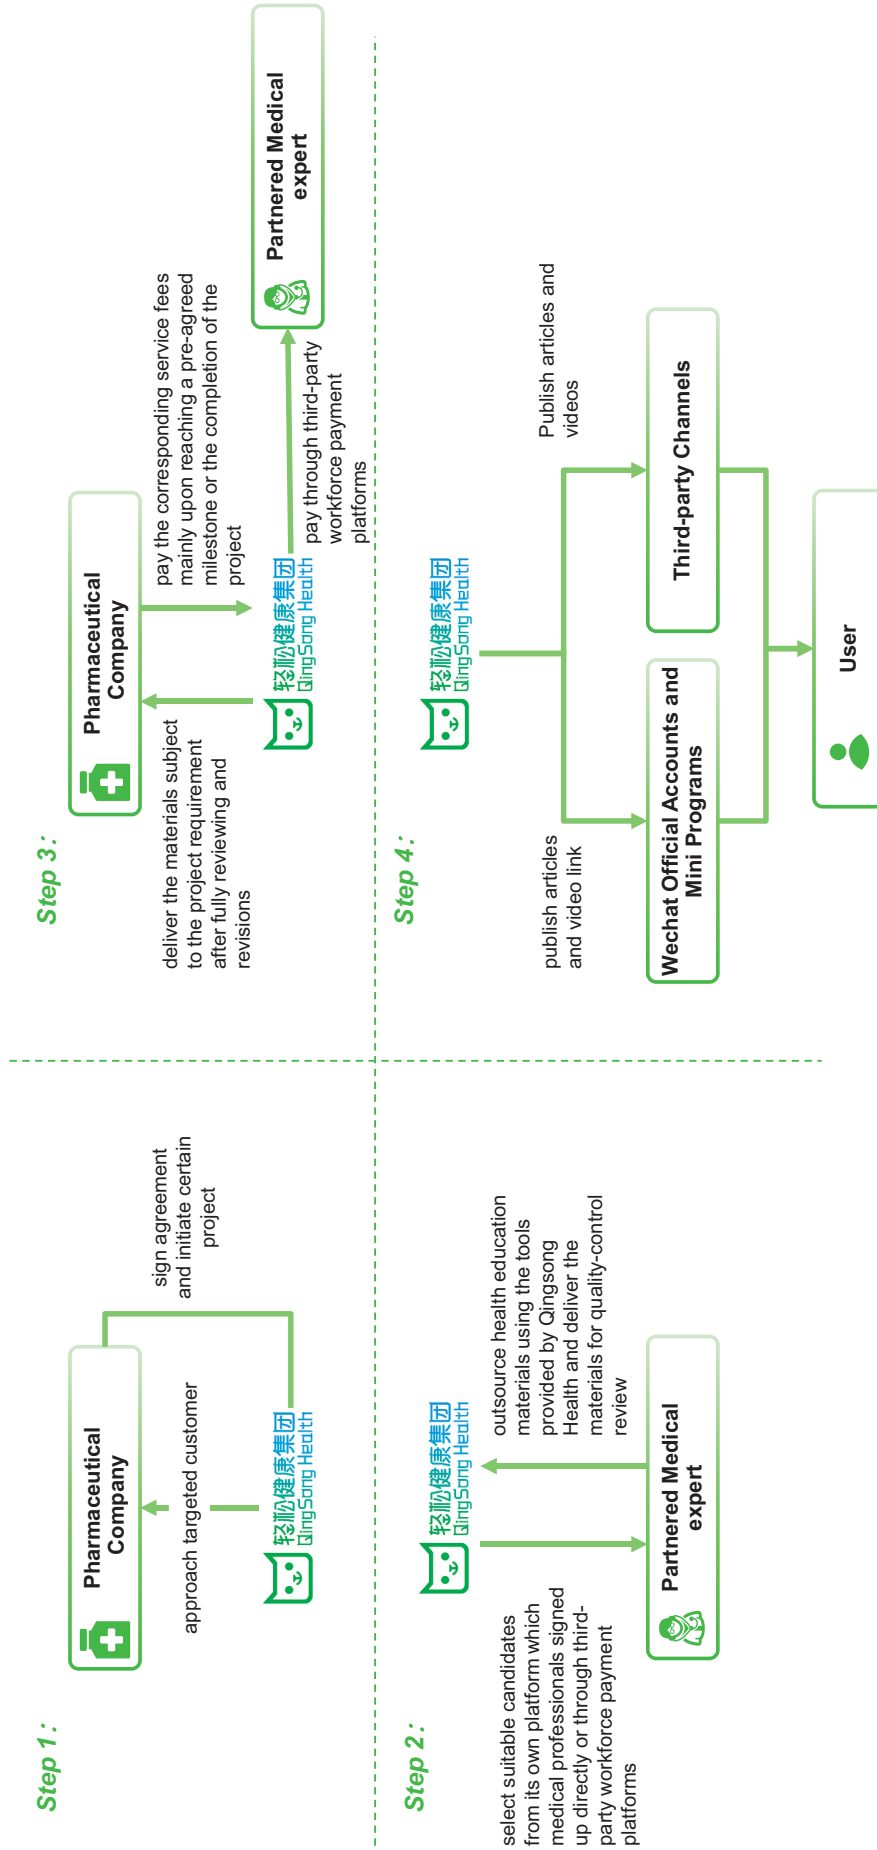 Step 1:
Pharmaceutical
Company
approach targeted customer
sign agreement
and initiate certain
project
轻松健康集团
QingSong Health
Step 2:
轻松健康集团
QingSong Health
select suitable candidates
from its own platform which
medical professionals signed
up directly or through third-
party workforce payment
platforms
outsource health education
materials using the tools
provided by Qingsong
Health and deliver the
materials for quality-control
review
Partnered Medical
expert
Step 3:
Pharmaceutical
Company
deliver the materials subject
to the project requirement
after fully reviewing and
revisions
pay the corresponding service fees
mainly upon reaching a pre-agreed
milestone or the completion of the
project
轻松健康集团
QingSong Health
pay through third-party
workforce payment
platforms
Partnered Medical
expert
Step 4:
轻松健康集团
QingSong Health
publish articles
and video link
Publish articles and
videos
Wechat Official Accounts and
Mini Programs
Third-party Channels
User